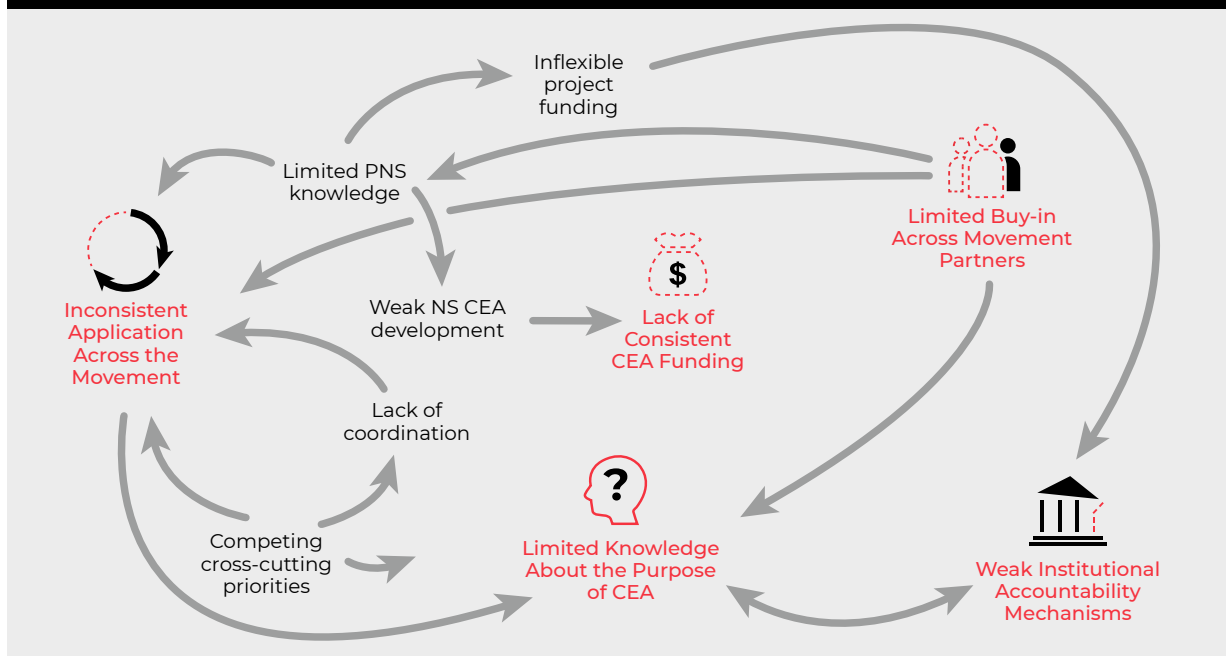 Inflexible
project
funding
Limited PNS
knowledge
Limited Buy-in
Across Movement
Partners
Inconsistent
Application
Across the
Movement
Weak NS CEA
development
$
Lack of
Consistent
CEA Funding
Lack of
coordination
?
Competing
cross-cutting
priorities
Limited Knowledge
About the Purpose
of CEA
Weak Institutional
Accountability
Mechanisms